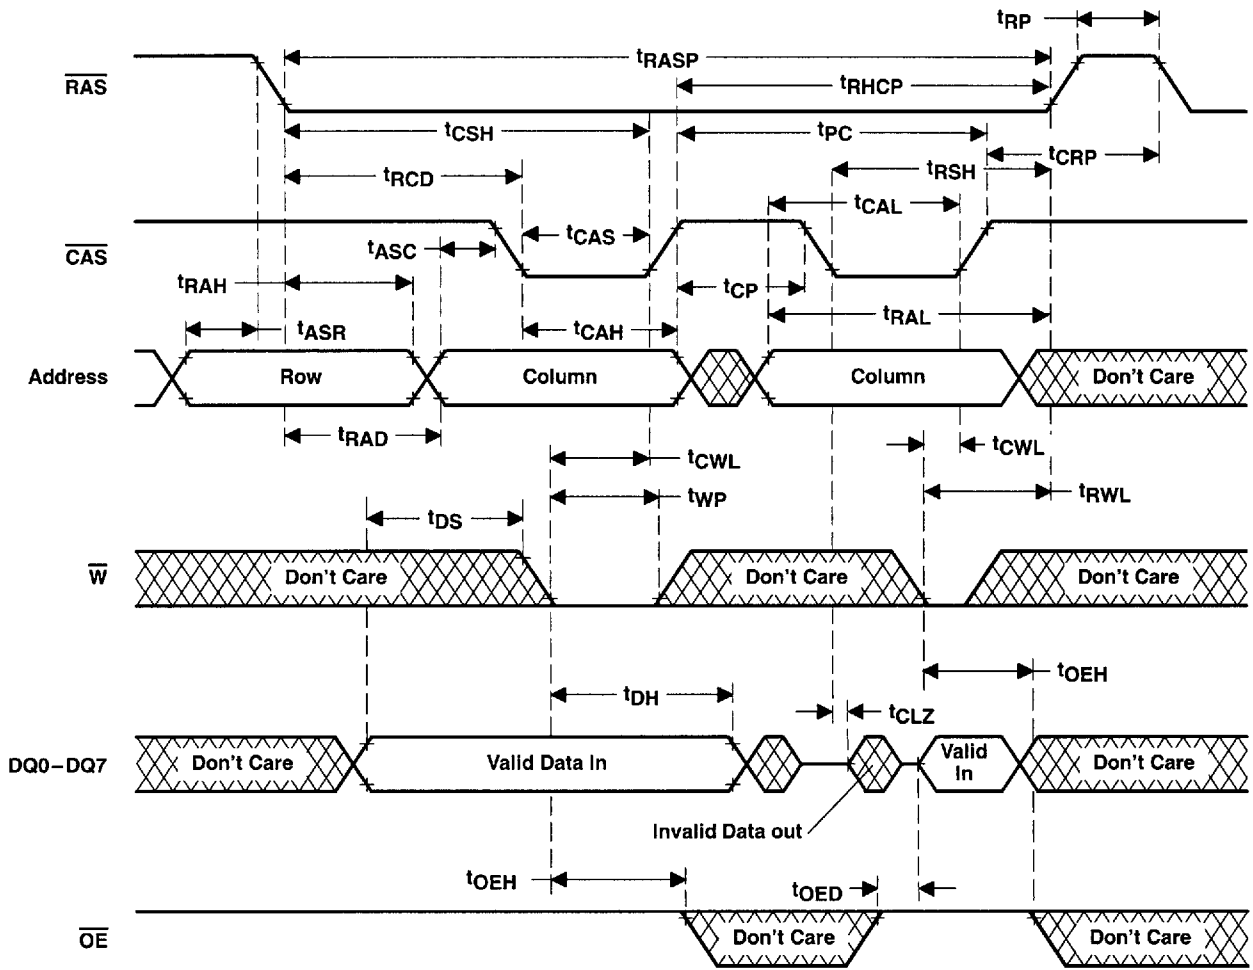 tRP
tRASP
RAS
tRHCP
tCSH
tPC
tCRP
tRCD
tRSH
tCAL
tASC
tCAS
CAS
tRAH
tCP
tASR
tCAH
tRAL
Address
Row
Column
Column
Don't Care
tRAD
tCWL
tCWL
tWP
tRWL
tDS
W
Don't Care
Don't Care
Don't Care
tOEH
tDH
tCLZ
DQ0–DQ7
Don't Care
Valid Data In
Valid
In
Don't Care
Invalid Data out
tOEH
tOED
OE
Don't Care
Don't Care